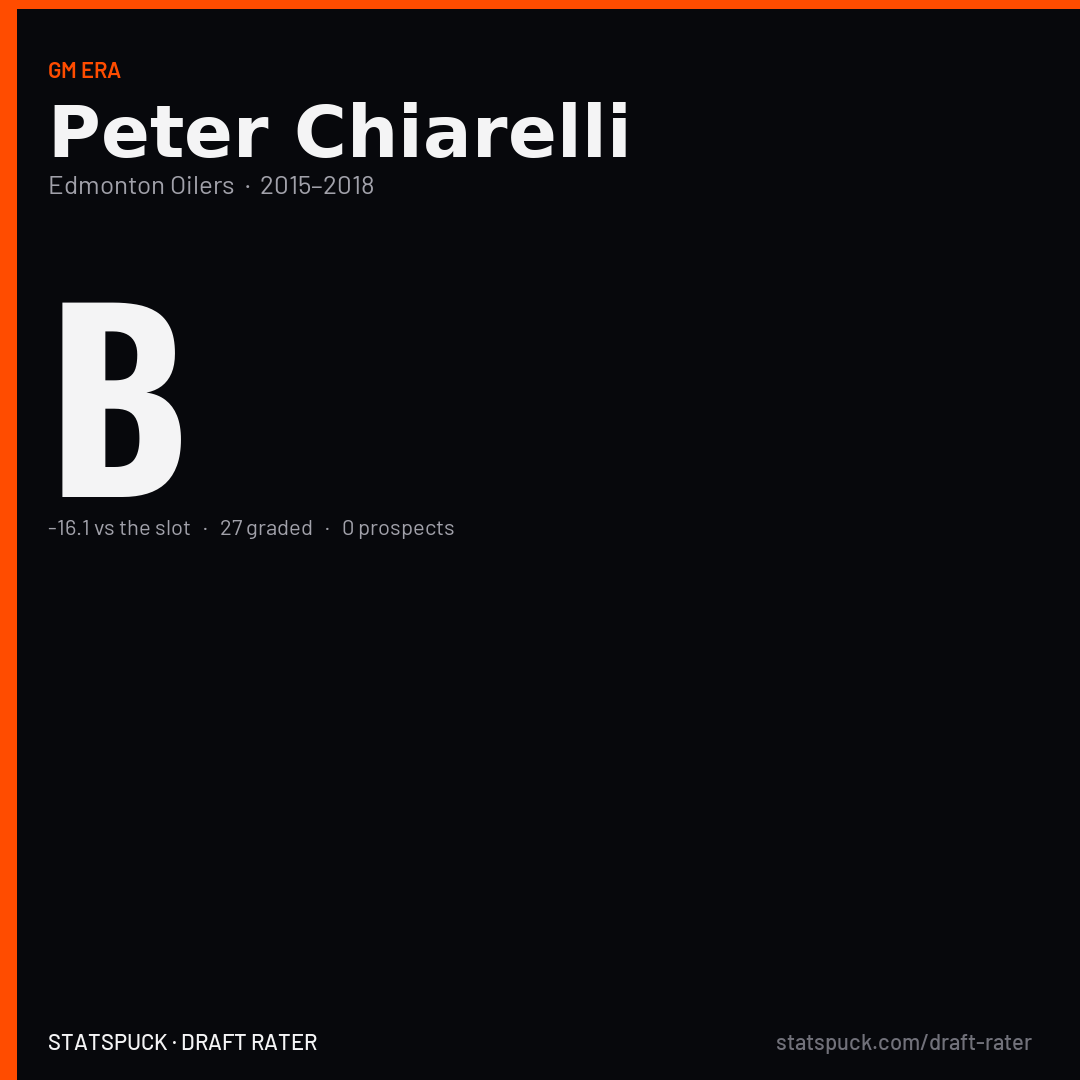 GM ERA
Peter Chiarelli
Edmonton Oilers · 2015–2018
B
-16.1 vs the slot · 27 graded · 0 prospects
STATSPUCK · DRAFT RATER
statspuck.com/draft-rater